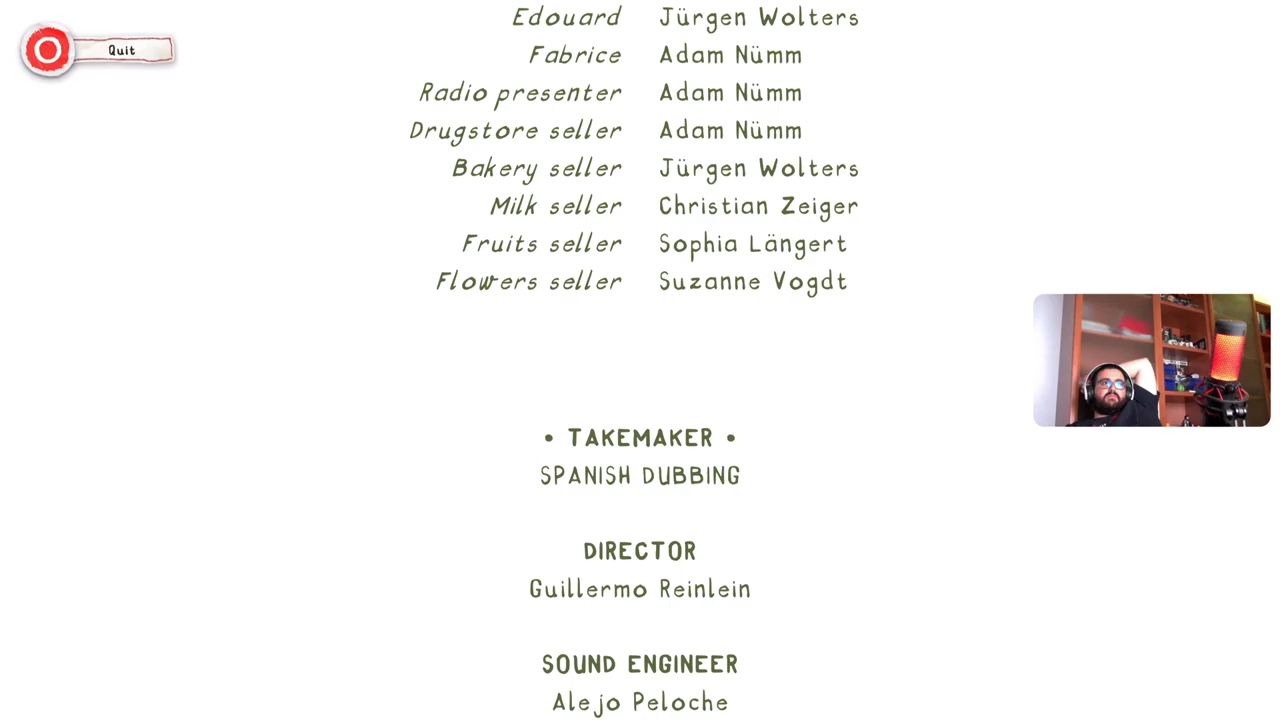 Quit
Edouard Jürgen Wolters
Fabrice Adam Nümm
Radio presenter Adam Nümm
Drugstore seller Adam Nümm
Bakery seller Jürgen Wolters
Milk seller Christian Zeiger
Fruits seller Sophia Längert
Flowers seller Suzanne Vogdt
• TAKEMAKER •
SPANISH DUBBING
DIRECTOR
Guillermo Reinlein
SOUND ENGINEER
Alejo Peloche